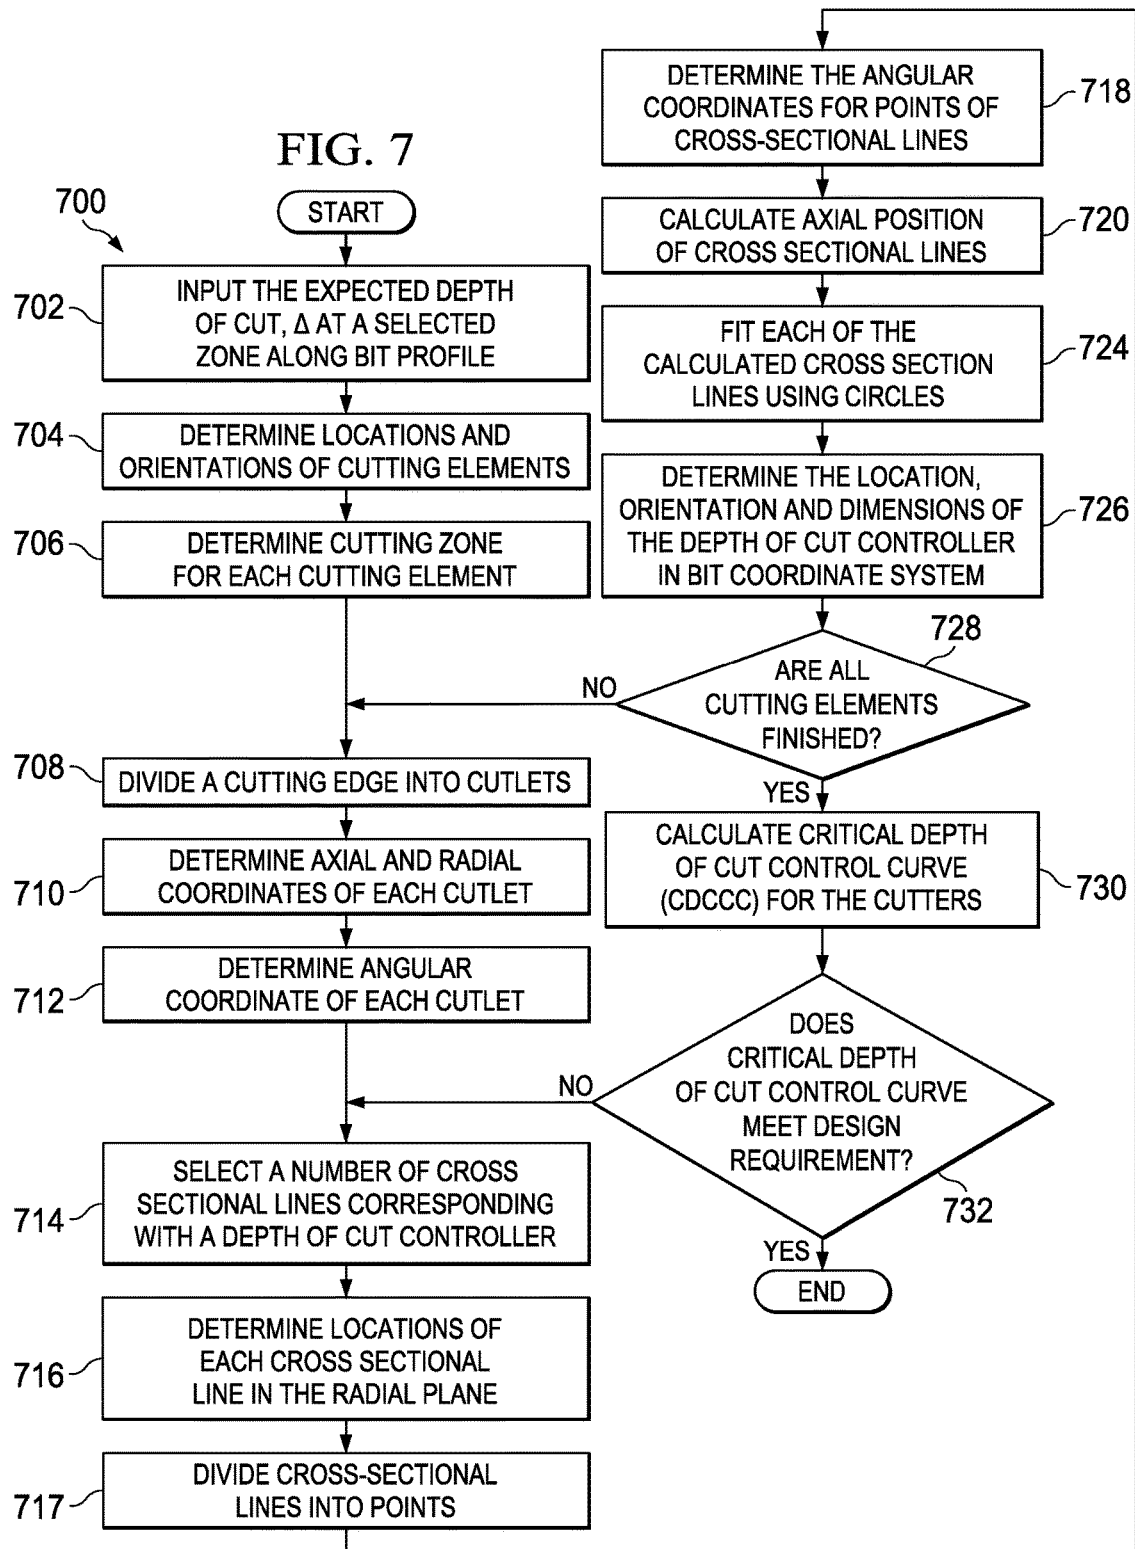 FIG. 7
700
START
702
INPUT THE EXPECTED DEPTH
OF CUT, Δ AT A SELECTED
ZONE ALONG BIT PROFILE
704
DETERMINE LOCATIONS AND
ORIENTATIONS OF CUTTING ELEMENTS
706
DETERMINE CUTTING ZONE
FOR EACH CUTTING ELEMENT
708
DIVIDE A CUTTING EDGE INTO CUTLETS
710
DETERMINE AXIAL AND RADIAL
COORDINATES OF EACH CUTLET
712
DETERMINE ANGULAR
COORDINATE OF EACH CUTLET
714
SELECT A NUMBER OF CROSS
SECTIONAL LINES CORRESPONDING
WITH A DEPTH OF CUT CONTROLLER
716
DETERMINE LOCATIONS OF
EACH CROSS SECTIONAL
LINE IN THE RADIAL PLANE
717
DIVIDE CROSS-SECTIONAL
LINES INTO POINTS
DETERMINE THE ANGULAR
COORDINATES FOR POINTS OF
CROSS-SECTIONAL LINES
718
CALCULATE AXIAL POSITION
OF CROSS SECTIONAL LINES
720
FIT EACH OF THE
CALCULATED CROSS SECTION
LINES USING CIRCLES
724
DETERMINE THE LOCATION,
ORIENTATION AND DIMENSIONS OF
THE DEPTH OF CUT CONTROLLER
IN BIT COORDINATE SYSTEM
726
728
ARE ALL
CUTTING ELEMENTS
FINISHED?
NO
YES
CALCULATE CRITICAL DEPTH
OF CUT CONTROL CURVE
(CDCCC) FOR THE CUTTERS
730
DOES
CRITICAL DEPTH
OF CUT CONTROL CURVE
MEET DESIGN
REQUIREMENT?
732
NO
YES
END